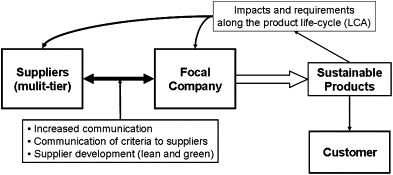 Impacts and requirements
along the product life-cycle (LCA)
Suppliers
(mulit-tier)
Focal
Company
Sustainable
Products
• Increased communication
• Communication of criteria to suppliers
• Supplier development (lean and green)
Customer